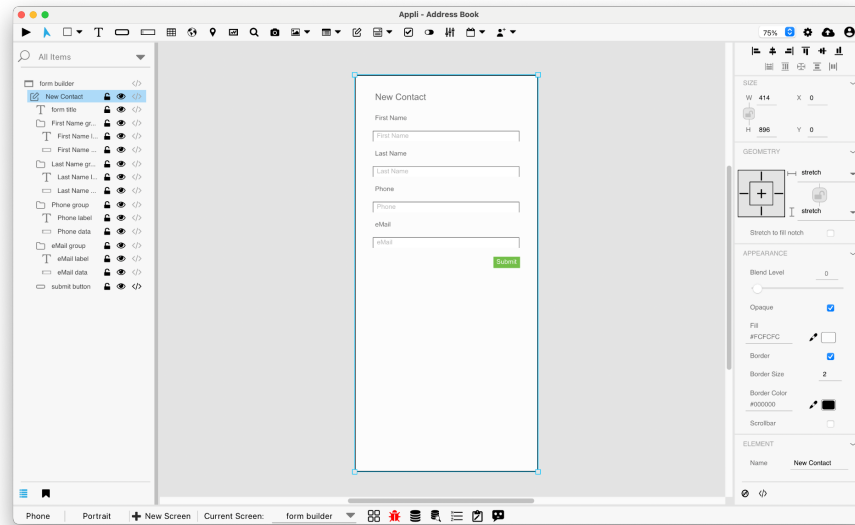 Appli - Address Book
75%
All Items
form builder
New Contact
form title
First Name gr...
First Name l...
First Name ...
Last Name gr...
Last Name l...
Last Name ...
Phone group
Phone label
Phone data
eMail group
eMail label
eMail data
submit button
New Contact
First Name
First Name
Last Name
Last Name
Phone
Phone
eMail
eMail
Submit
SIZE
W 414 X 0
H 896 Y 0
GEOMETRY
stretch
stretch
Stretch to fill notch
APPEARANCE
Blend Level 0
Opaque
Fill
#FCFCFC
Border
Border Size 2
Border Color
#000000
Scrollbar
ELEMENT
Name New Contact
Phone Portrait New Screen Current Screen: form builder